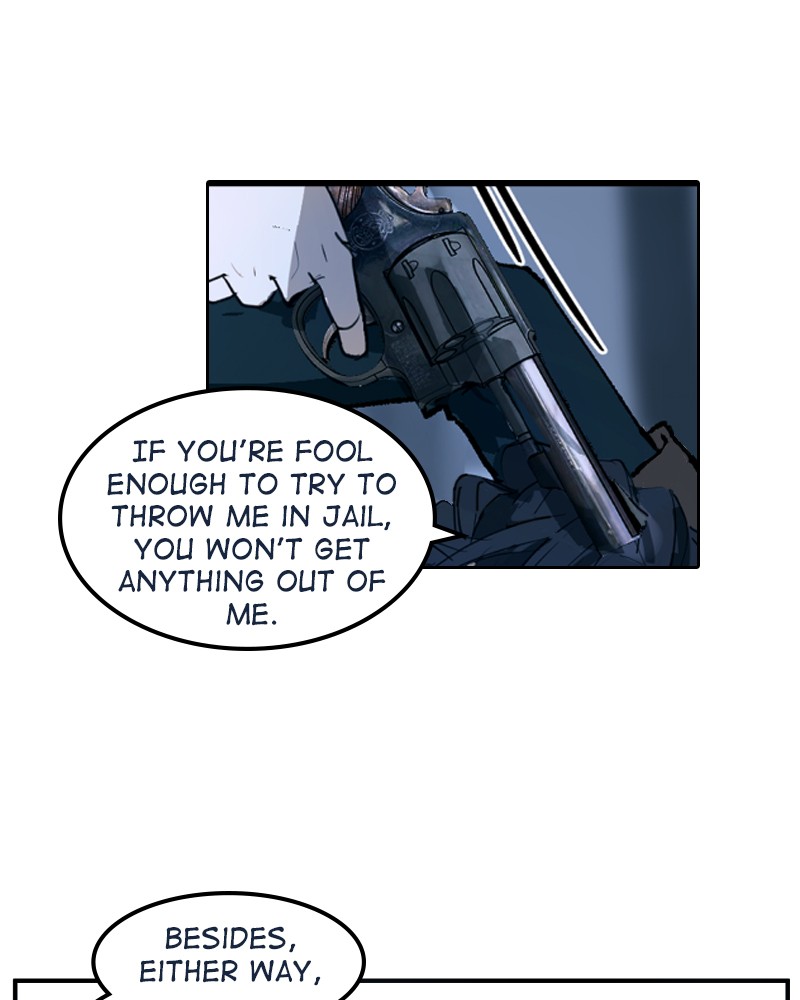 IF YOU'RE FOOL
ENOUGH TO TRY TO
THROW ME IN JAIL,
YOU WON'T GET
ANYTHING OUT OF
ME.
BESIDES,
EITHER WAY,